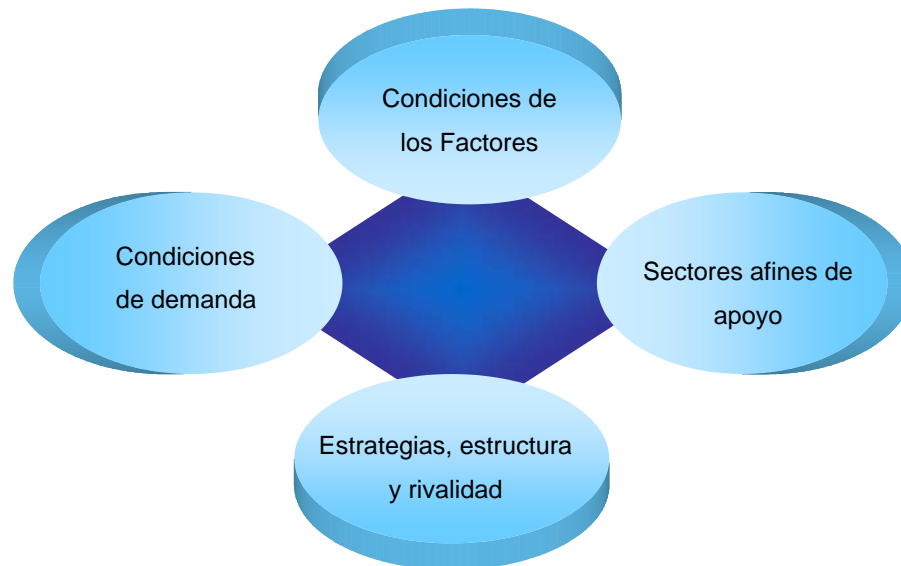 Condiciones de
los Factores
Condiciones
de demanda
Sectores afines de
apoyo
Estrategias, estructura
y rivalidad